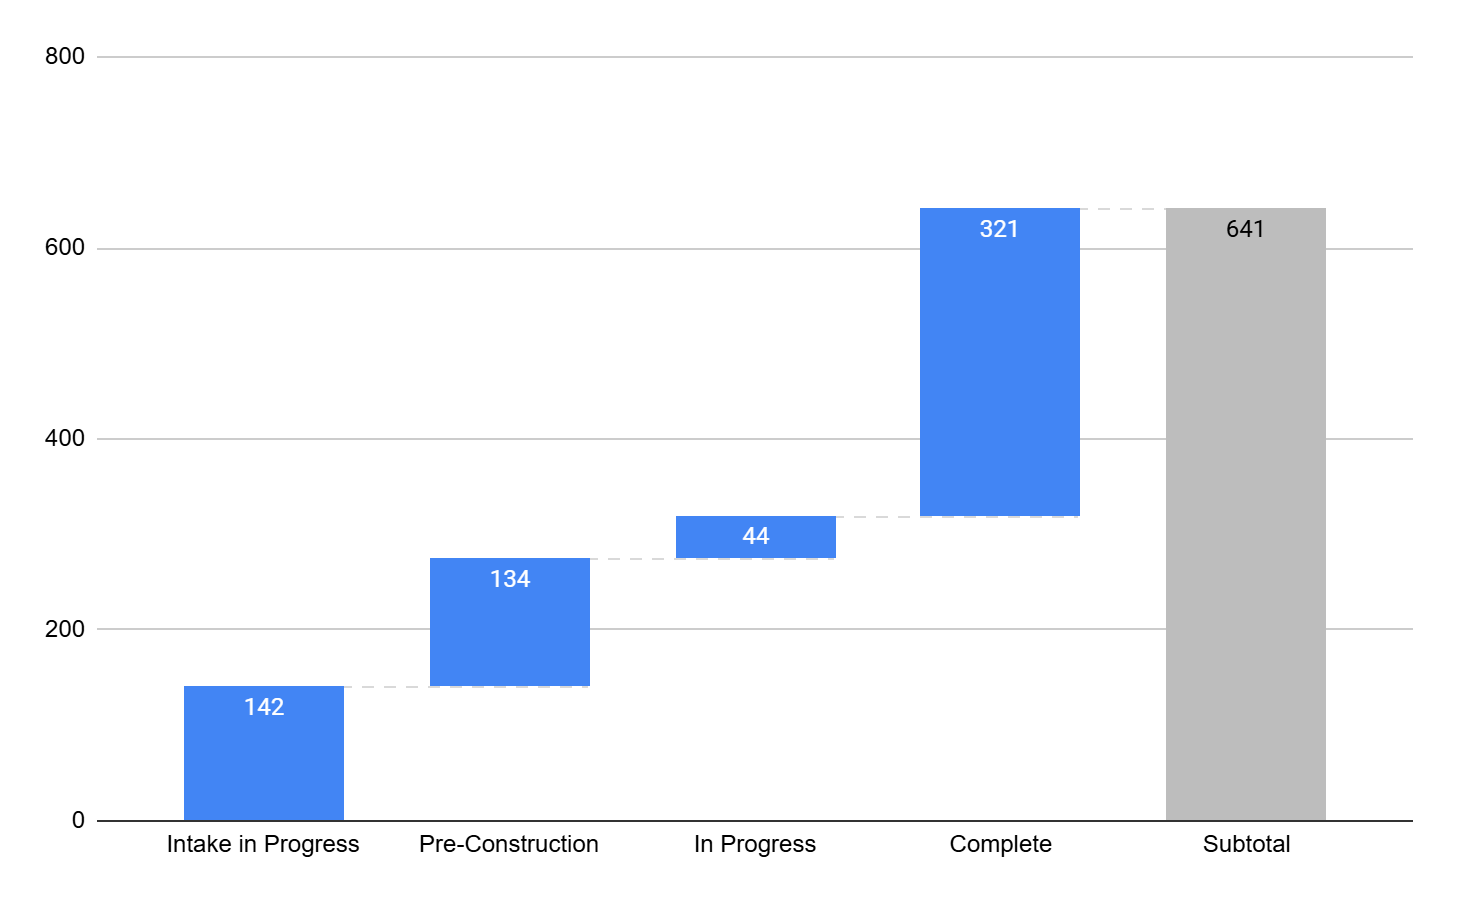 800
600
400
200
0
142
134
44
321
641
Intake in Progress
Pre-Construction
In Progress
Complete
Subtotal